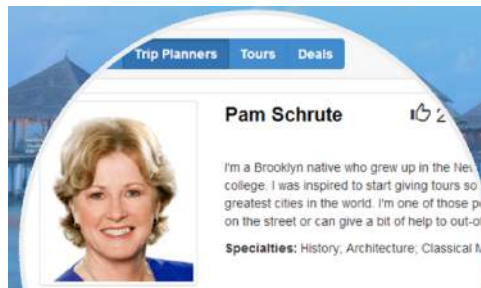 Trip Planners Tours Deals
Pam Schrute 2
I'm a Brooklyn native who grew up in the
college. I was inspired to start giving tours so
greatest cities in the world. I'm one of those
on the street or can give a bit of help to
Specialties: History; Architecture; Classical